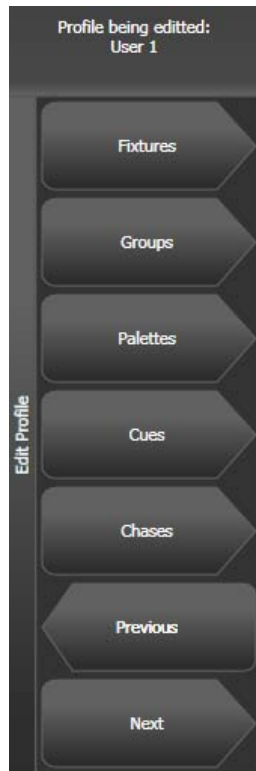 Profile being editted:
User 1
Fixtures
Groups
Palettes
Edit Profile
Cues
Chases
Previous
Next